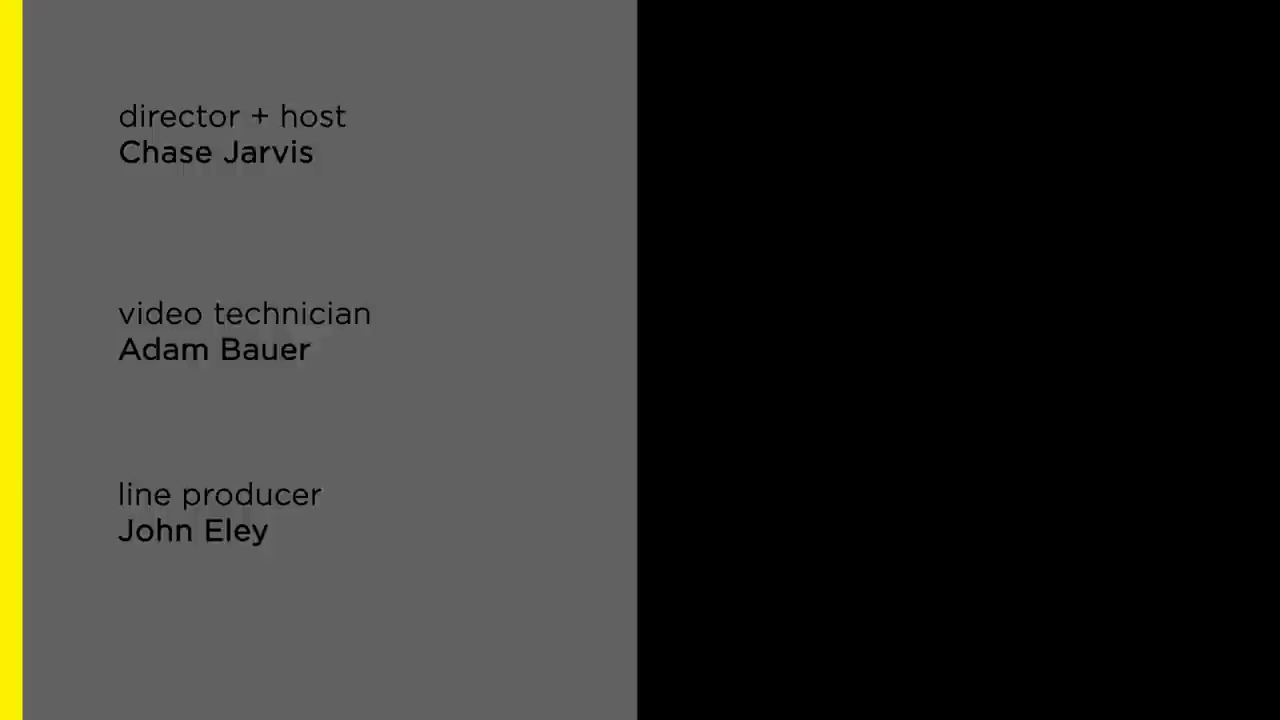 director + host
Chase Jarvis
video technician
Adam Bauer
line producer
John Eley